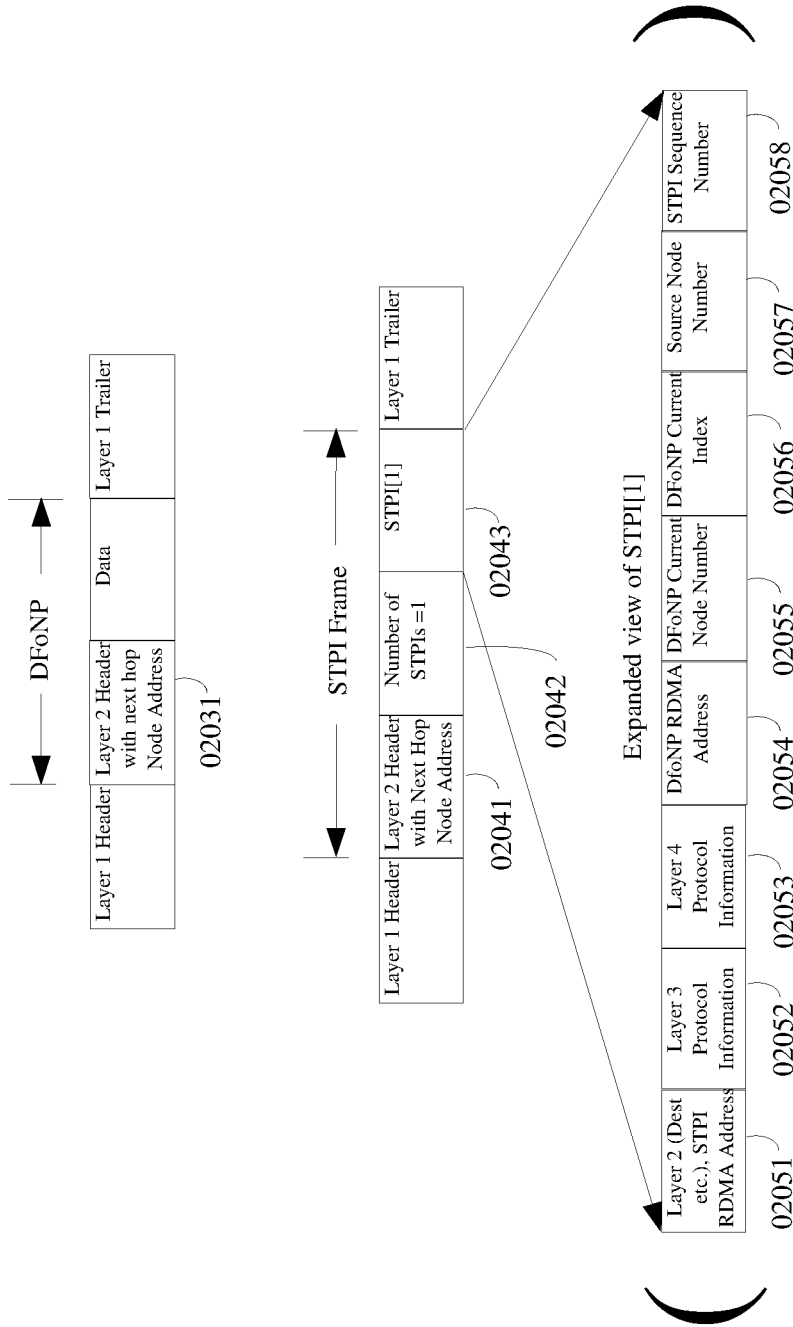 DFoNP
Layer 1 Header
Layer 2 Header
with next hop
Node Address
Data
Layer 1 Trailer
02031
STPI Frame
Layer 1 Header
Layer 2 Header
with Next Hop
Node Address
Number of
STPIs =1
STPI[1]
Layer 1 Trailer
02041
02042
02043
Expanded view of STPI[1]
Layer 2 (Dest
etc.), STPI
RDMA Address
Layer 3
Protocol
Information
Layer 4
Protocol
Information
DfoNP RDMA
Address
DFoNP Current
Node Number
DFoNP Current
Index
Source Node
Number
STPI Sequence
Number
02051
02052
02053
02054
02055
02056
02057
02058